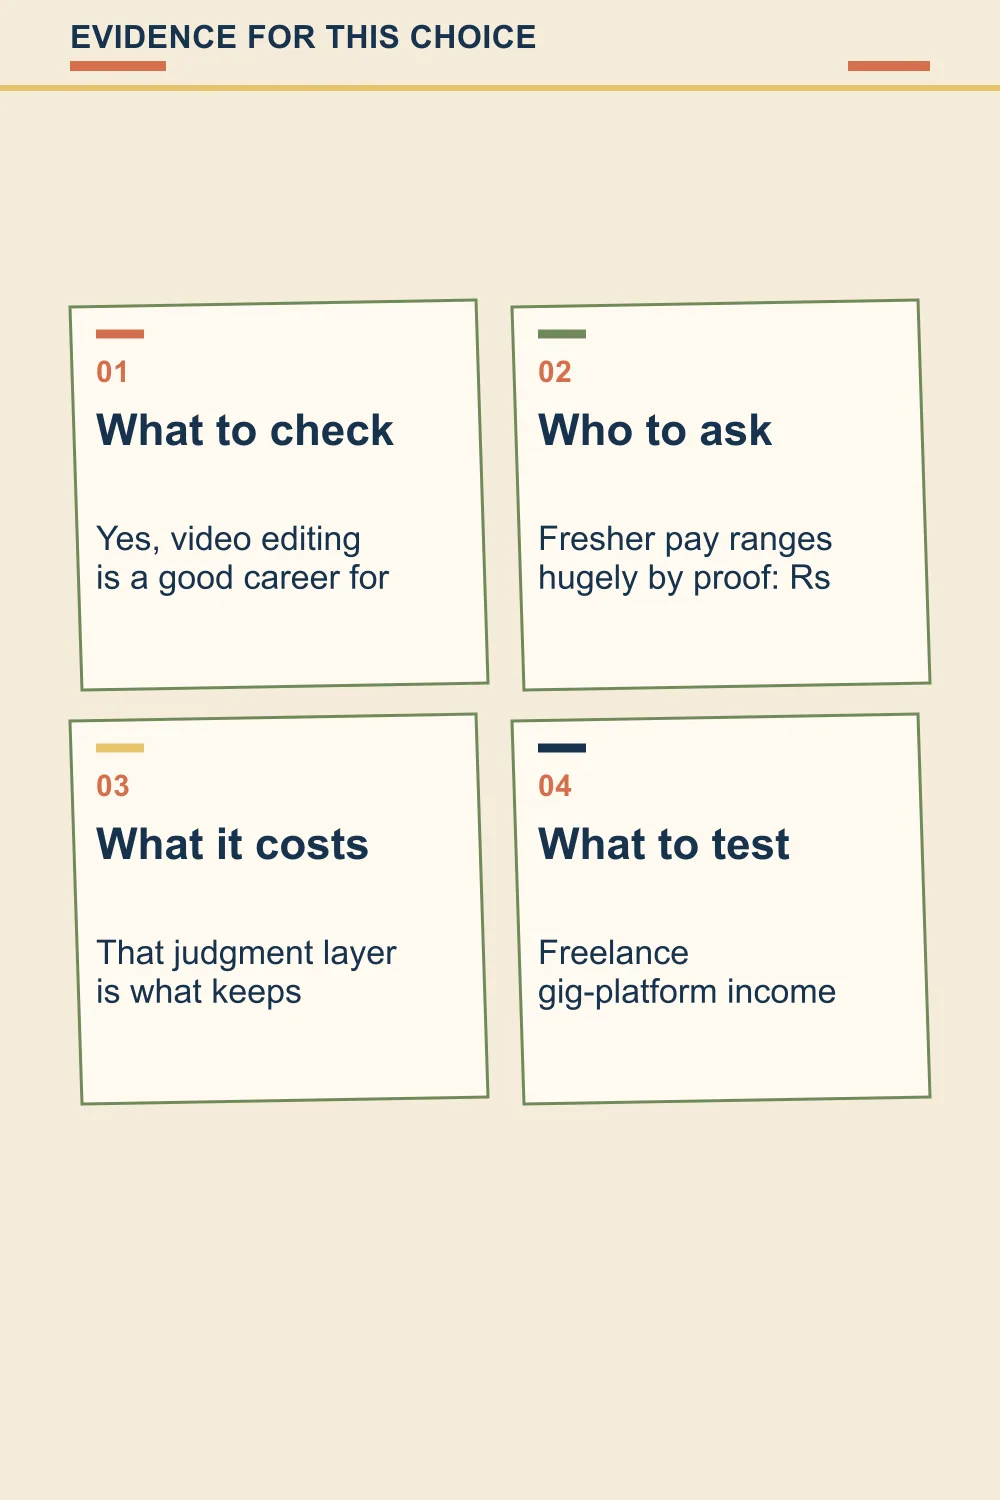 EVIDENCE FOR THIS CHOICE
01
What to check
Yes, video editing
is a good career for
02
Who to ask
Fresher pay ranges
hugely by proof: Rs
03
What it costs
That judgment layer
is what keeps
04
What to test
Freelance
gig-platform income